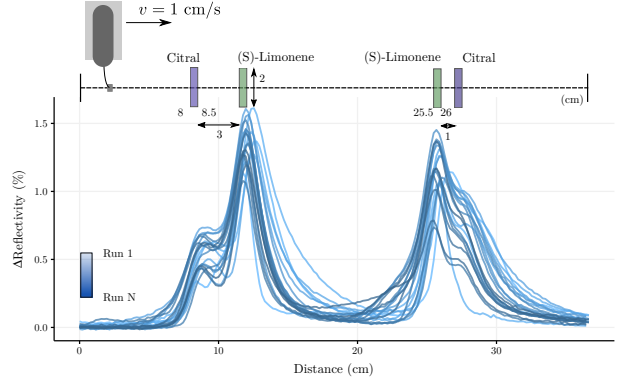 v = 1 cm/s
Citral
(S)-Limonene
(S)-Limonene
Citral
2
(cm)
8
8.5
25.5
26
3
1
ΔReflectivity (%)
1.5
1.0
0.5
0.0
Run 1
Run N
0
10
20
30
Distance (cm)